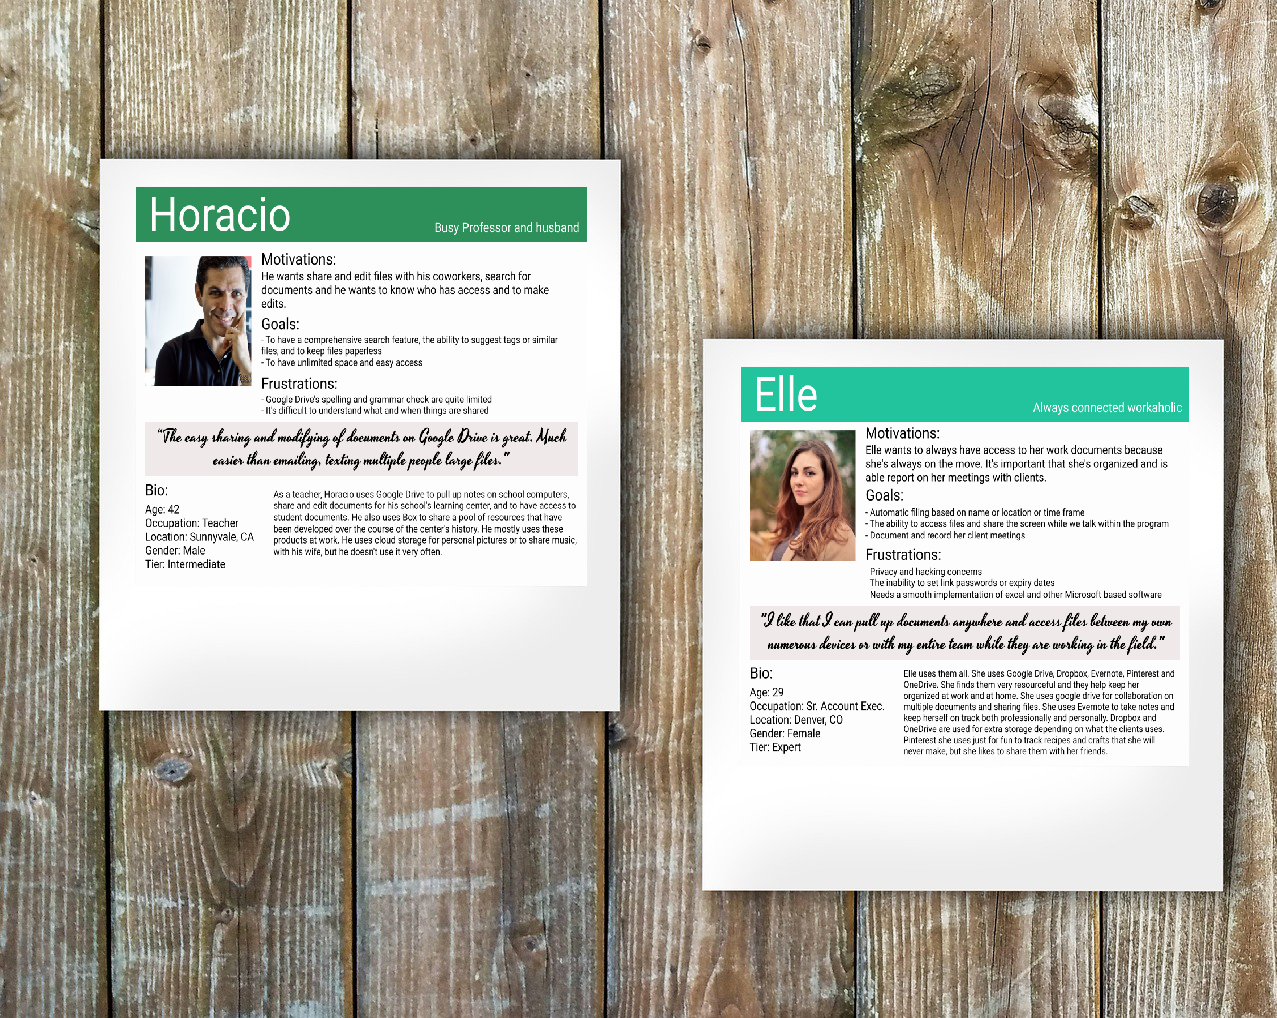 Horacio
Busy Professor and husband
Motivations:
He wants share and edit files with his coworkers, search for
documents and he wants to know who has access and to make
edits.
Goals:
- To have a comprehensive search feature, the ability to suggest tags or similar
files, and to keep files paperless
- To have unlimited space and easy access
Frustrations:
- Google Drive's spelling and grammar check are quite limited
- It's difficult to understand what and when things are shared
"The easy sharing and modifying of documents on Google Drive is great. Much
easier than emailing, texting multiple people large files."
Bio:
Age: 42
Occupation: Teacher
Location: Sunnyvale, CA
Gender: Male
Tier: Intermediate
As a teacher, Horacio uses Google Drive to pull up notes on school computers,
share and edit documents for his school's learning center, and to have access to
student documents. He also uses Box to share a pool of resources that have
been developed over the course of the center's history. He mostly uses these
products at work. He uses cloud storage for personal pictures or to share music,
with his wife, but he doesn't use it very often.
Elle
Always connected workaholic
Motivations:
Elle wants to always have access to her work documents because
she's always on the move. It's important that she's organized and is
able report on her meetings with clients.
Goals:
- Automatic filing based on name or location or time frame
- The ability to access files and share the screen while we talk within the program
- Document and record her client meetings
Frustrations:
Privacy and hacking concerns
The inability to set link passwords or expiry dates
Needs a smooth implementation of excel and other Microsoft based software
"I like that I can pull up documents anywhere and access files between my own
numerous devices or with my entire team while they are working in the field."
Bio:
Age: 29
Occupation: Sr. Account Exec.
Location: Denver, CO
Gender: Female
Tier: Expert
Elle uses them all. She uses Google Drive, Dropbox, Evernote, Pinterest and
OneDrive. She finds them very resourceful and they help keep her
organized at work and at home. She uses google drive for collaboration on
multiple documents and sharing files. She uses Evernote to take notes and
keep herself on track both professionally and personally. Dropbox and
OneDrive are used for extra storage depending on what the clients uses.
Pinterest she uses just for fun to track recipes and crafts that she will
never make, but she likes to share them with her friends.